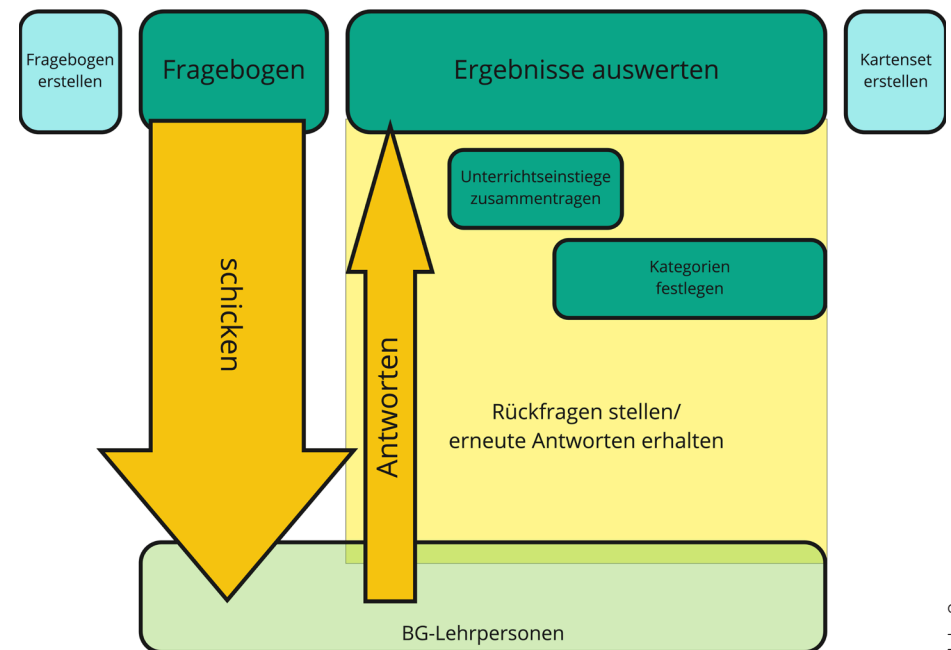 Fragebogen
erstellen
Fragebogen
Ergebnisse auswerten
Kartenset
erstellen
Unterrichtseinstiege
zusammentragen
Kategorien
festlegen
schicken
Antworten
Rückfragen stellen/
erneute Antworten erhalten
BG-Lehrpersonen